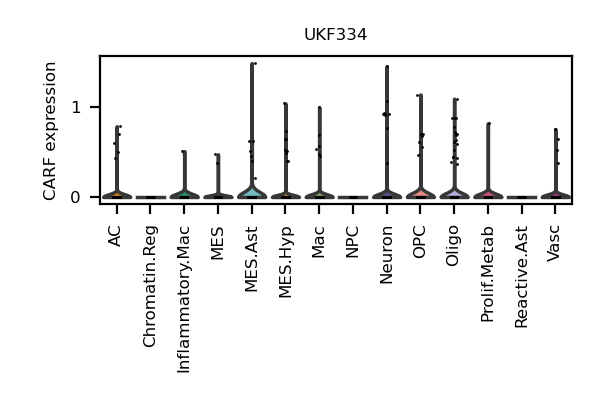 UKF334
CARF expression
1
0
AC
Chromatin.Reg
Inflammatory.Mac
MES
MES.Ast
MES.Hyp
Mac
NPC
Neuron
OPC
Oligo
Prolif.Metab
Reactive.Ast
Vasc